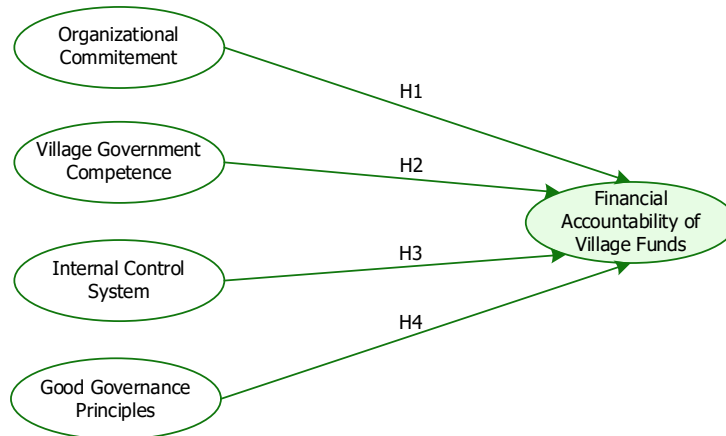 Organizational
Commitement
H1
Village Government
Competence
H2
Financial
Accountability of
Village Funds
Internal Control
System
H3
H4
Good Governance
Principles